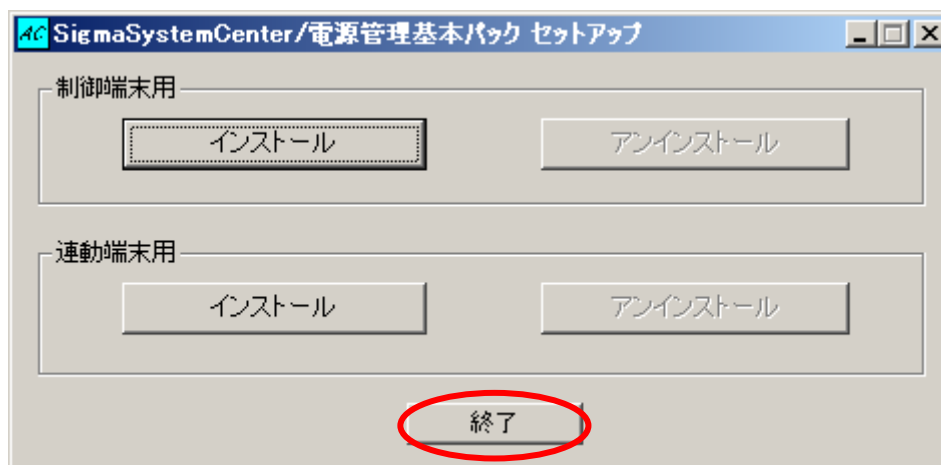 AC SigmaSystemCenter/電源管理基本パック セットアップ
制御端末用
インストール アンインストール
連動端末用
インストール アンインストール
終了